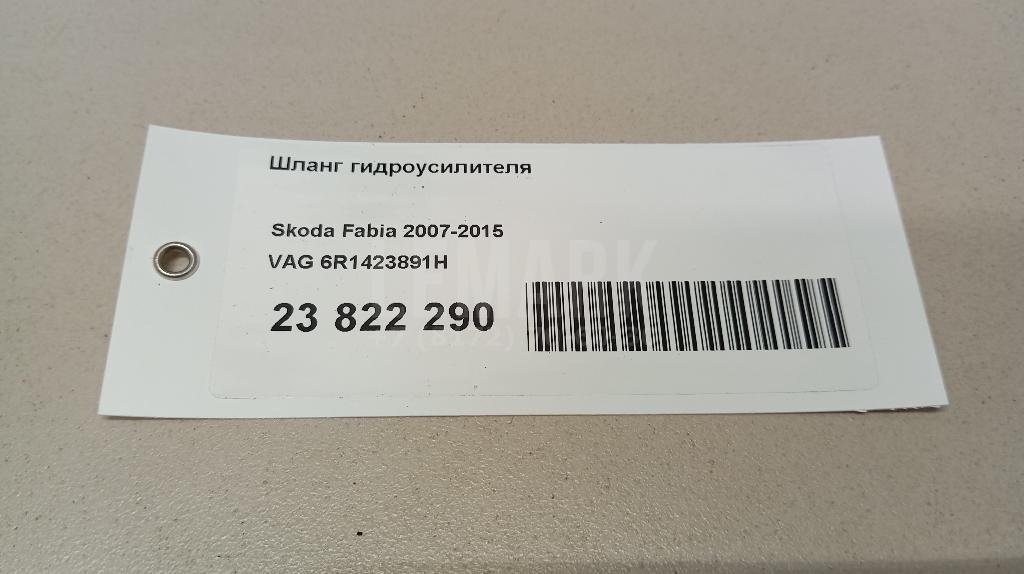 Шланг гидроусилителя
Skoda Fabia 2007-2015
VAG 6R1423891H
23 822 290